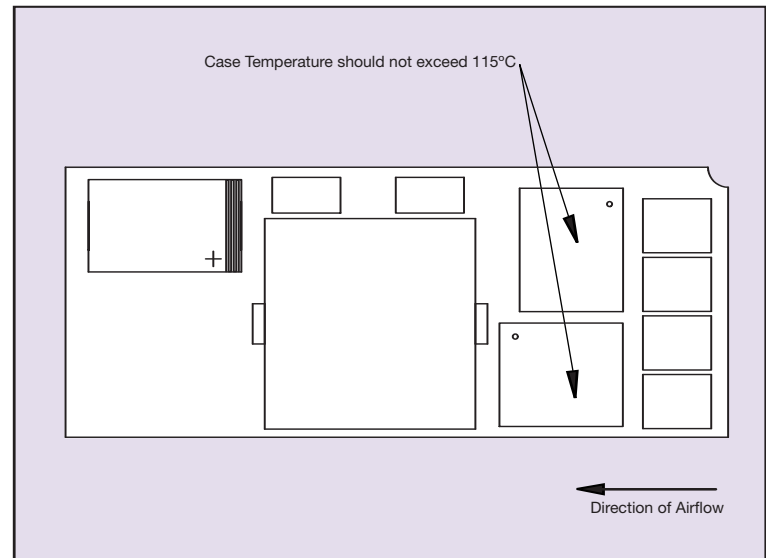 Case Temperature should not exceed 115ºC
Direction of Airflow